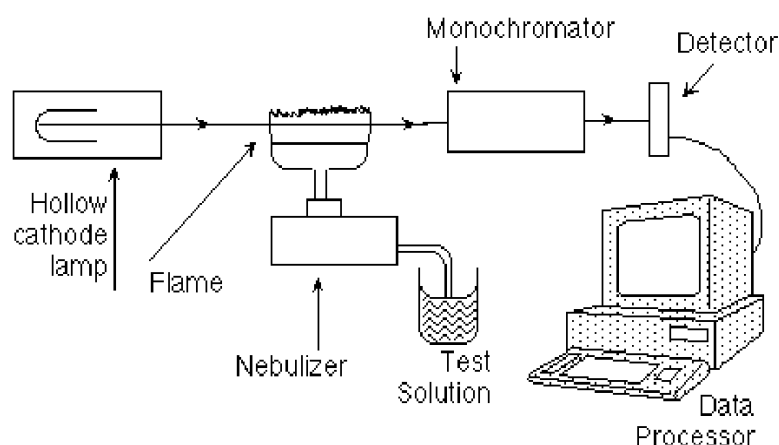 Monochromator
Detector
Hollow
cathode
lamp
Flame
Nebulizer
Test
Solution
Data
Processor